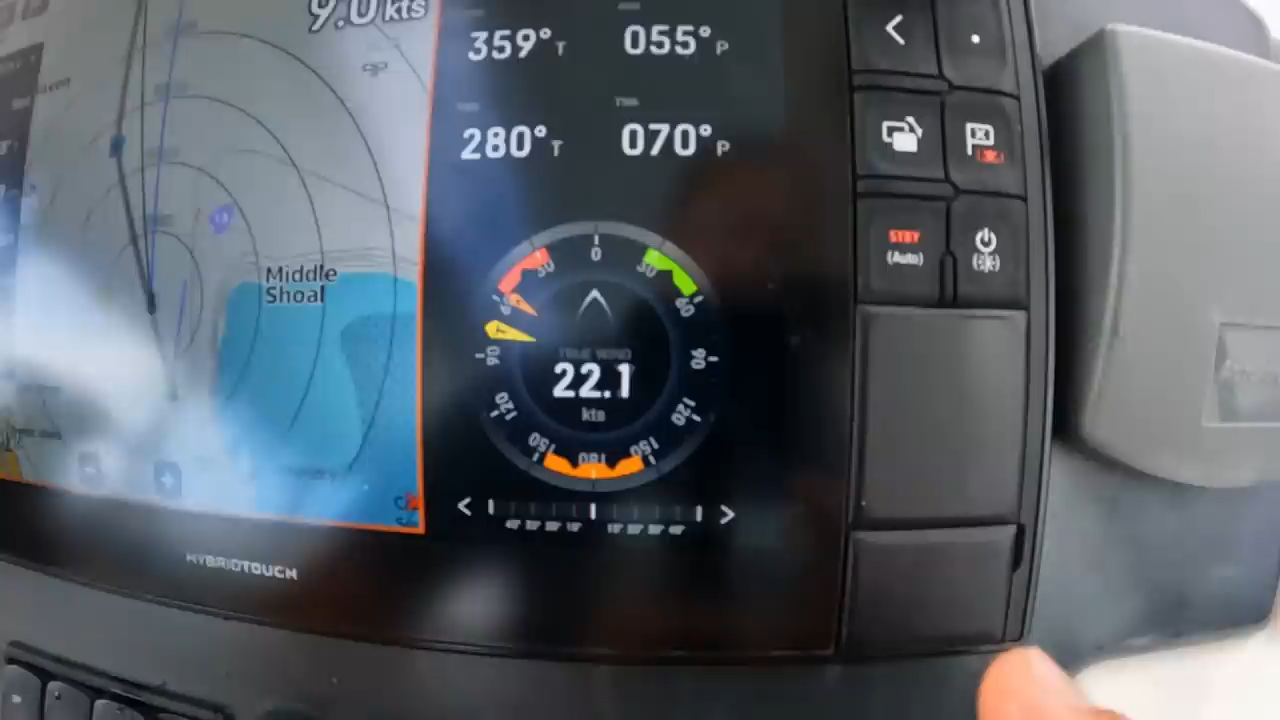 9.0 kts
359°T
055°P
TWA
280°T
070°P
Middle
Shoal
0
30
30
60
90
90
TRUE WIND
22.1
kts
120
120
150
150
180
STBY
(Auto)
HYBRIDTOUCH